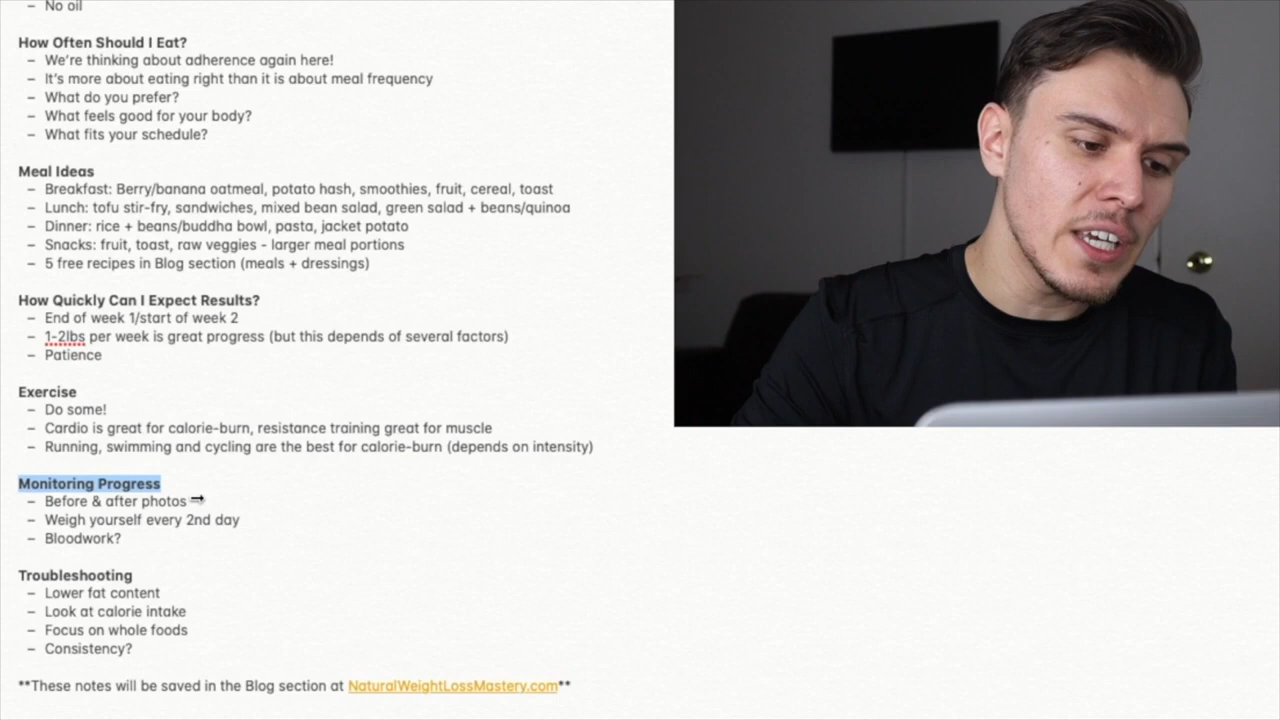 – No oil
How Often Should I Eat?
– We're thinking about adherence again here!
– It's more about eating right than it is about meal frequency
– What do you prefer?
– What feels good for your body?
– What fits your schedule?
Meal Ideas
– Breakfast: Berry/banana oatmeal, potato hash, smoothies, fruit, cereal, toast
– Lunch: tofu stir-fry, sandwiches, mixed bean salad, green salad + beans/quinoa
– Dinner: rice + beans/buddha bowl, pasta, jacket potato
– Snacks: fruit, toast, raw veggies - larger meal portions
– 5 free recipes in Blog section (meals + dressings)
How Quickly Can I Expect Results?
– End of week 1/start of week 2
– 1-2lbs per week is great progress (but this depends of several factors)
– Patience
Exercise
– Do some!
– Cardio is great for calorie-burn, resistance training great for muscle
– Running, swimming and cycling are the best for calorie-burn (depends on intensity)
Monitoring Progress
– Before & after photos
– Weigh yourself every 2nd day
– Bloodwork?
Troubleshooting
– Lower fat content
– Look at calorie intake
– Focus on whole foods
– Consistency?
**These notes will be saved in the Blog section at NaturalWeightLossMastery.com**